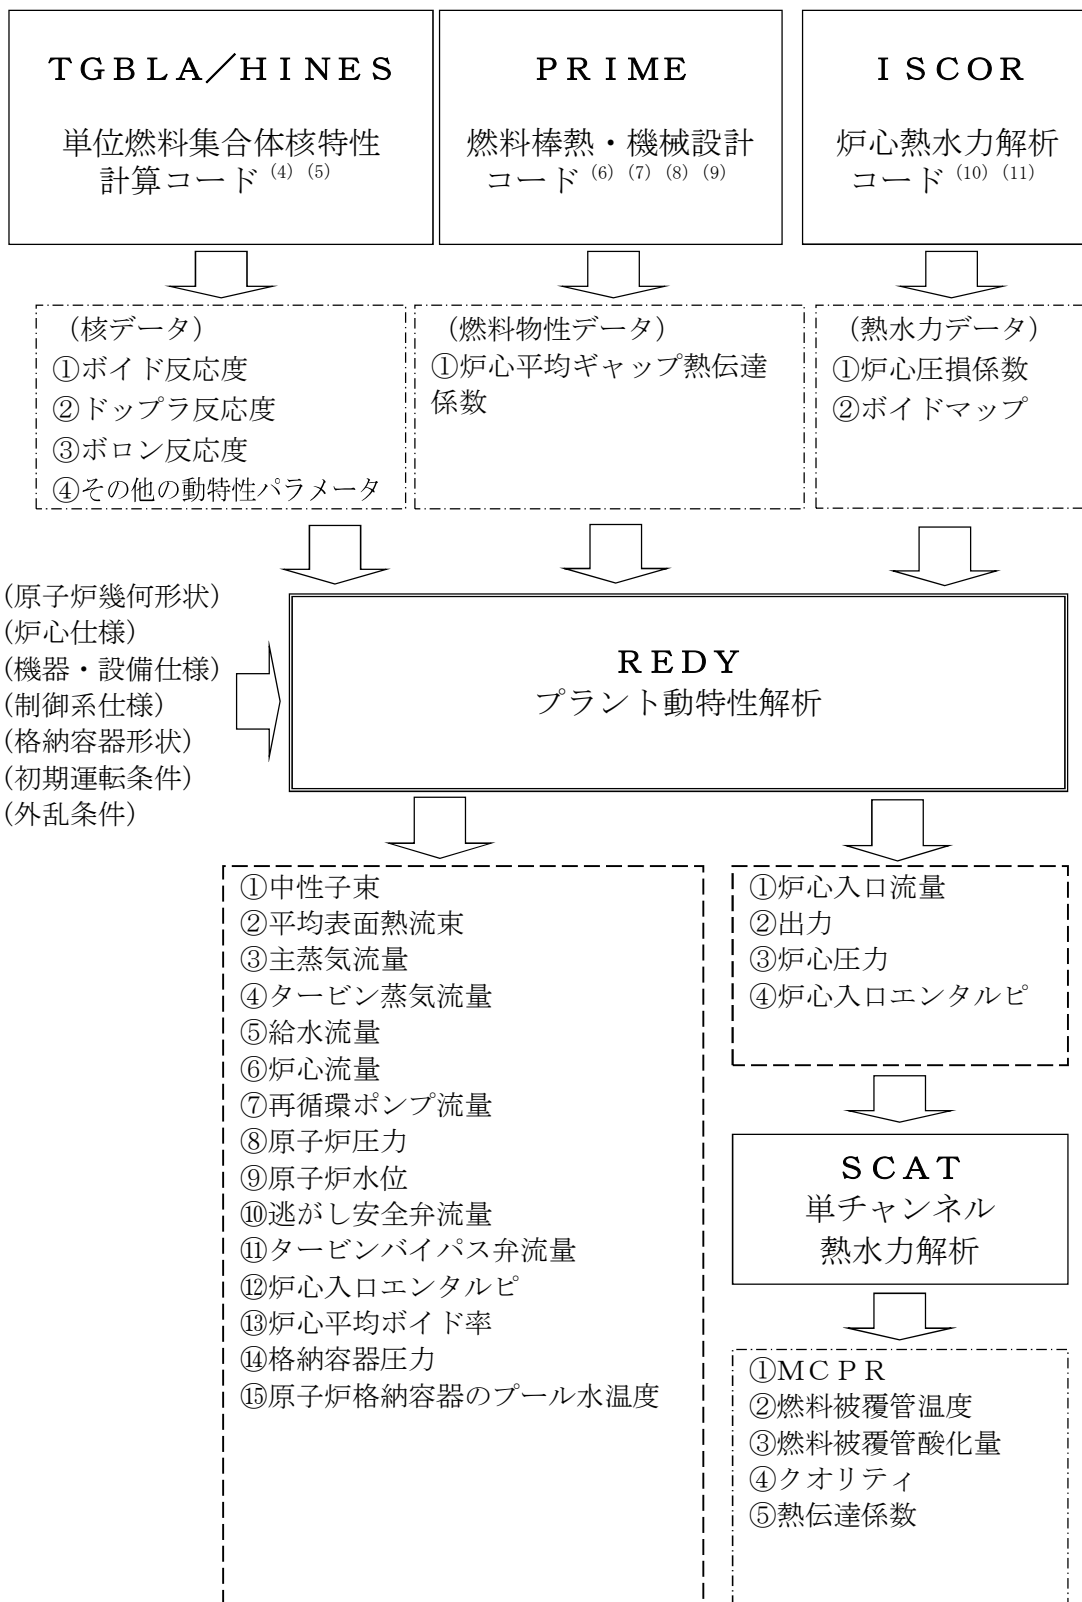 ＴＧＢＬＡ／ＨＩＮＥＳ
単位燃料集合体核特性
計算コード(4) (5)
ＰＲＩＭＥ
燃料棒熱・機械設計
コード(6) (7) (8) (9)
ＩＳＣＯＲ
炉心熱水力解析
コード(10) (11)
(核データ)
①ボイド反応度
②ドップラ反応度
③ボロン反応度
④その他の動特性パラメータ
(燃料物性データ)
①炉心平均ギャップ熱伝達
係数
(熱水力データ)
①炉心圧損係数
②ボイドマップ
(原子炉幾何形状)
(炉心仕様)
(機器・設備仕様)
(制御系仕様)
(格納容器形状)
(初期運転条件)
(外乱条件)
ＲＥＤＹ
プラント動特性解析
①中性子束
②平均表面熱流束
③主蒸気流量
④タービン蒸気流量
⑤給水流量
⑥炉心流量
⑦再循環ポンプ流量
⑧原子炉圧力
⑨原子炉水位
⑩逃がし安全弁流量
⑪タービンバイパス弁流量
⑫炉心入口エンタルピ
⑬炉心平均ボイド率
⑭格納容器圧力
⑮原子炉格納容器のプール水温度
①炉心入口流量
②出力
③炉心圧力
④炉心入口エンタルピ
ＳＣＡＴ
単チャンネル
熱水力解析
①ＭＣＰＲ
②燃料被覆管温度
③燃料被覆管酸化量
④クオリティ
⑤熱伝達係数